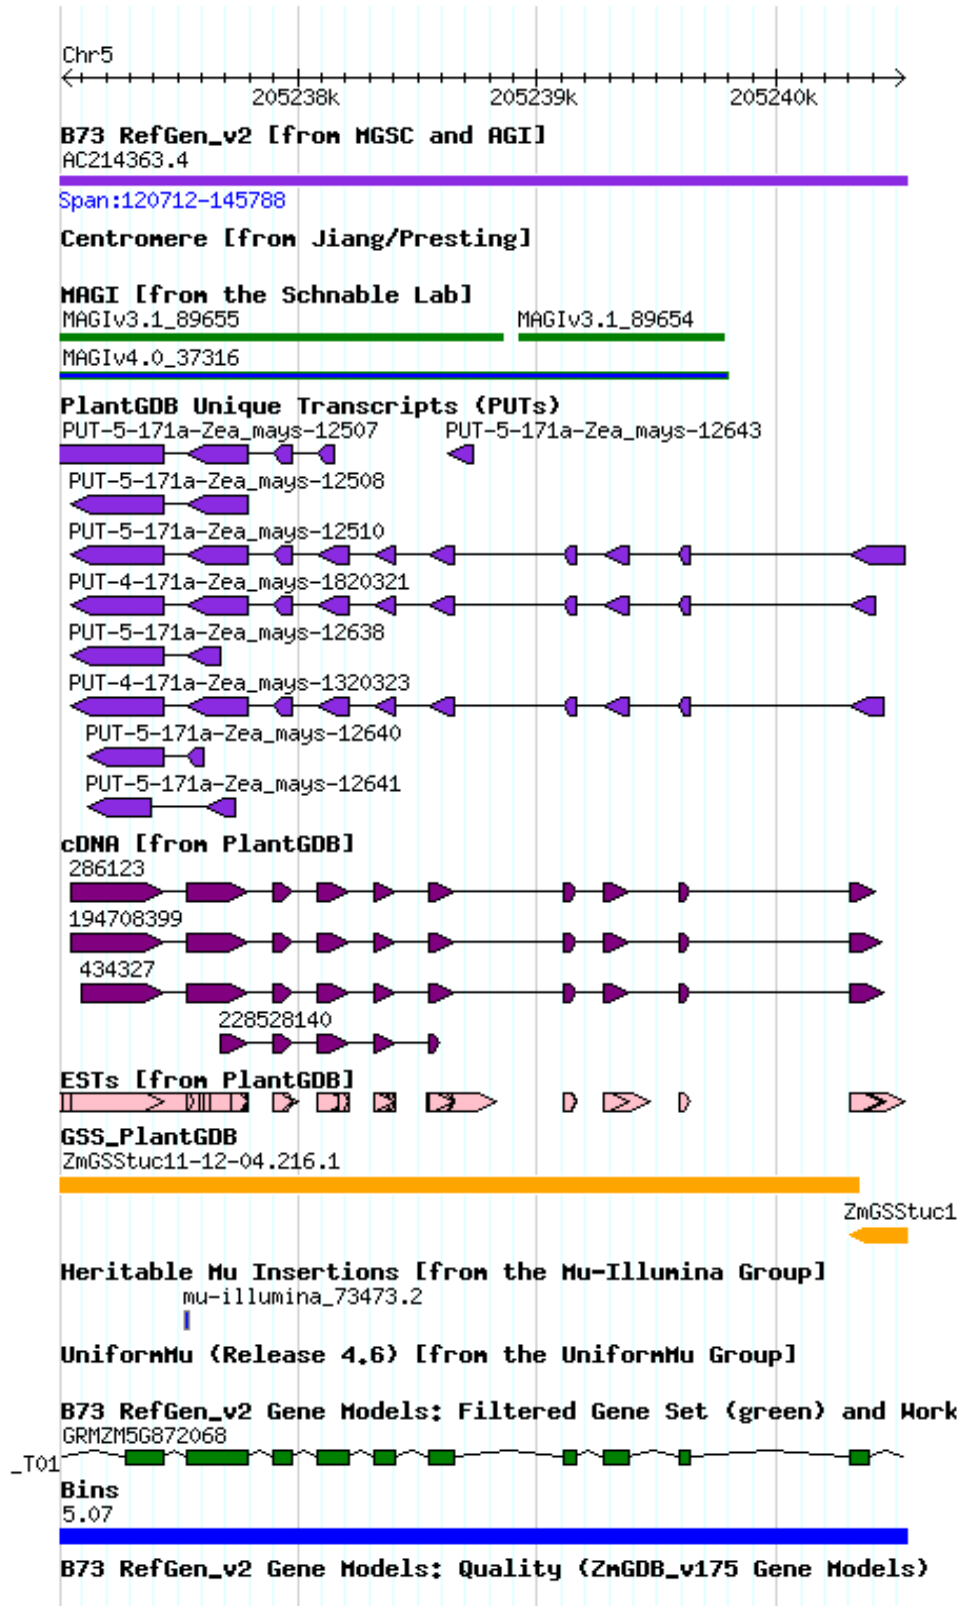 Chr5
205238k 205239k 205240k
B73 RefGen_v2 [from MGSC and AGI]
AC214363.4
Span:120712-145788
Centromere [from Jiang/Presting]
MAGI [from the Schnable Lab]
MAGIv3.1_89655 MAGIv3.1_89654
MAGIv4.0_37316
PlantGDB Unique Transcripts (PUTs)
PUT-5-171a-Zea_mays-12507 PUT-5-171a-Zea_mays-12643
PUT-5-171a-Zea_mays-12508
PUT-5-171a-Zea_mays-12510
PUT-4-171a-Zea_mays-1820321
PUT-5-171a-Zea_mays-12638
PUT-4-171a-Zea_mays-1320323
PUT-5-171a-Zea_mays-12640
PUT-5-171a-Zea_mays-12641
cDNA [from PlantGDB]
286123
194708399
434327
228528140
ESTs [from PlantGDB]
GSS_PlantGDB
ZmGSStuc11-12-04.216.1
ZmGSStuc1
Heritable Mu Insertions [from the Mu-Illumina Group]
mu-illumina_73473.2
UniformMu (Release 4.6) [from the UniformMu Group]
B73 RefGen_v2 Gene Models: Filtered Gene Set (green) and Work
GRMZM5G872068
_T01
Bins
5.07
B73 RefGen_v2 Gene Models: Quality (ZmGDB_v175 Gene Models)